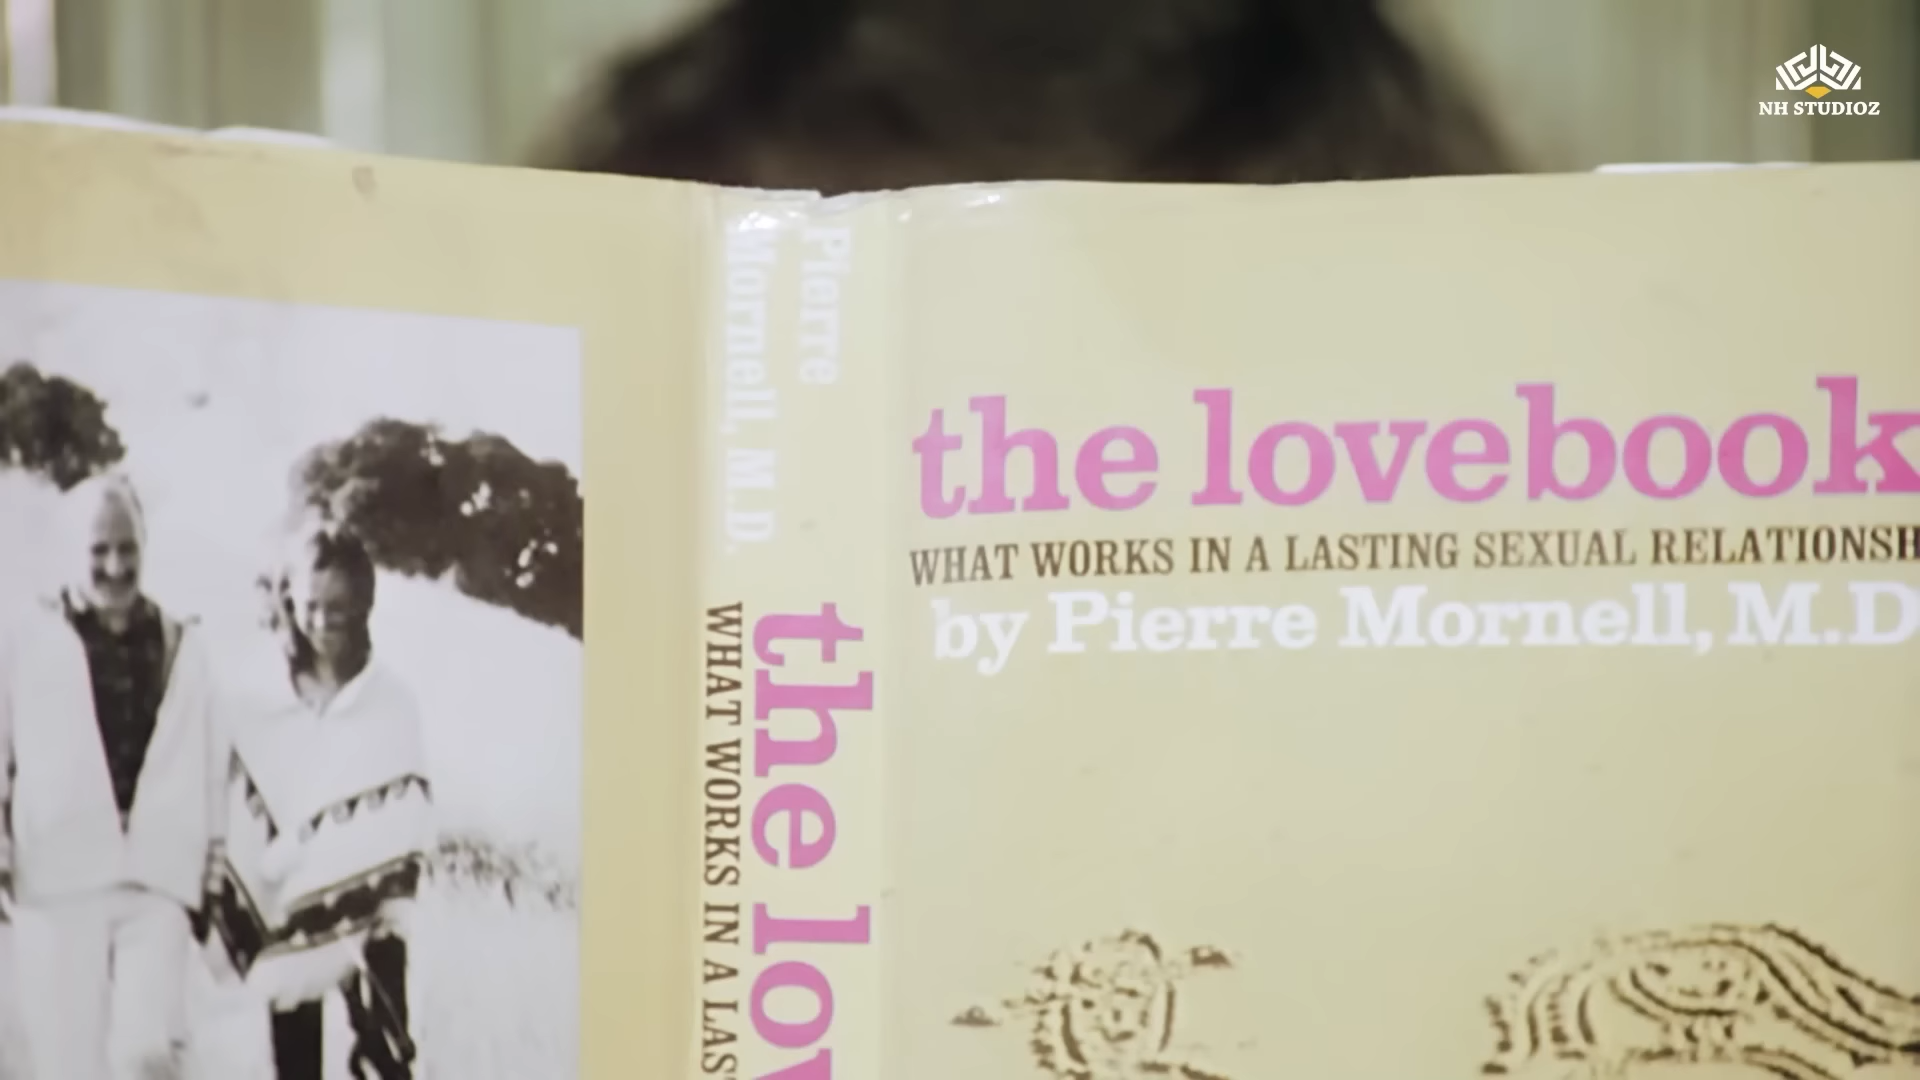 NH STUDIOZ
Pierre
Mornell, M.D.
the lov
WHAT WORKS IN A LAS
the lovebook
WHAT WORKS IN A LASTING SEXUAL RELATIONSH
by Pierre Mornell, M.D